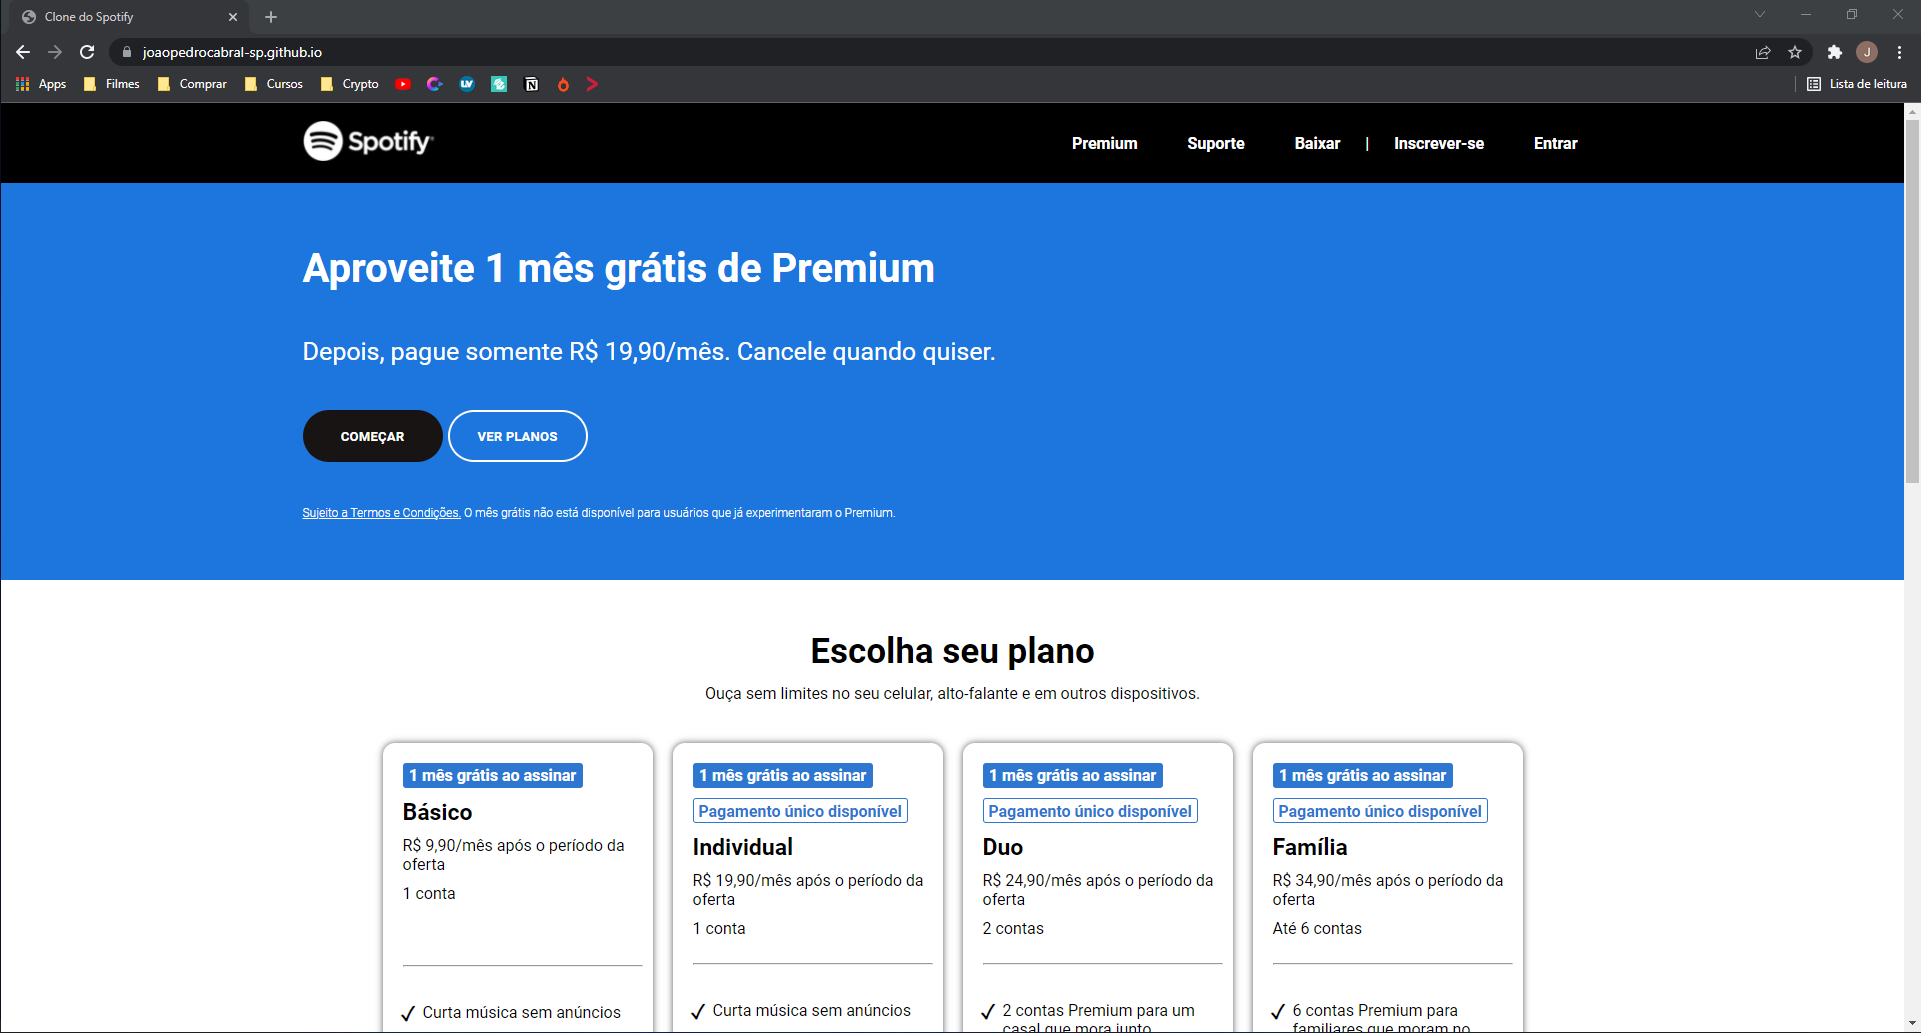 Clone do Spotify
joaopedrocabral-sp.github.io
J
Apps Filmes Comprar Cursos Crypto LV N Lista de leitura
Spotify Premium Suporte Baixar | Inscrever-se Entrar
Aproveite 1 mês grátis de Premium
Depois, pague somente R$ 19,90/mês. Cancele quando quiser.
COMEÇAR VER PLANOS
Sujeito a Termos e Condições. O mês grátis não está disponível para usuários que já experimentaram o Premium.
Escolha seu plano
Ouça sem limites no seu celular, alto-falante e em outros dispositivos.
1 mês grátis ao assinar
Básico
R$ 9,90/mês após o período da
oferta
1 conta
Curta música sem anúncios
1 mês grátis ao assinar
Pagamento único disponível
Individual
R$ 19,90/mês após o período da
oferta
1 conta
Curta música sem anúncios
1 mês grátis ao assinar
Pagamento único disponível
Duo
R$ 24,90/mês após o período da
oferta
2 contas
2 contas Premium para um
casal que mora junto
1 mês grátis ao assinar
Pagamento único disponível
Família
R$ 34,90/mês após o período da
oferta
Até 6 contas
6 contas Premium para
familiares que moram no